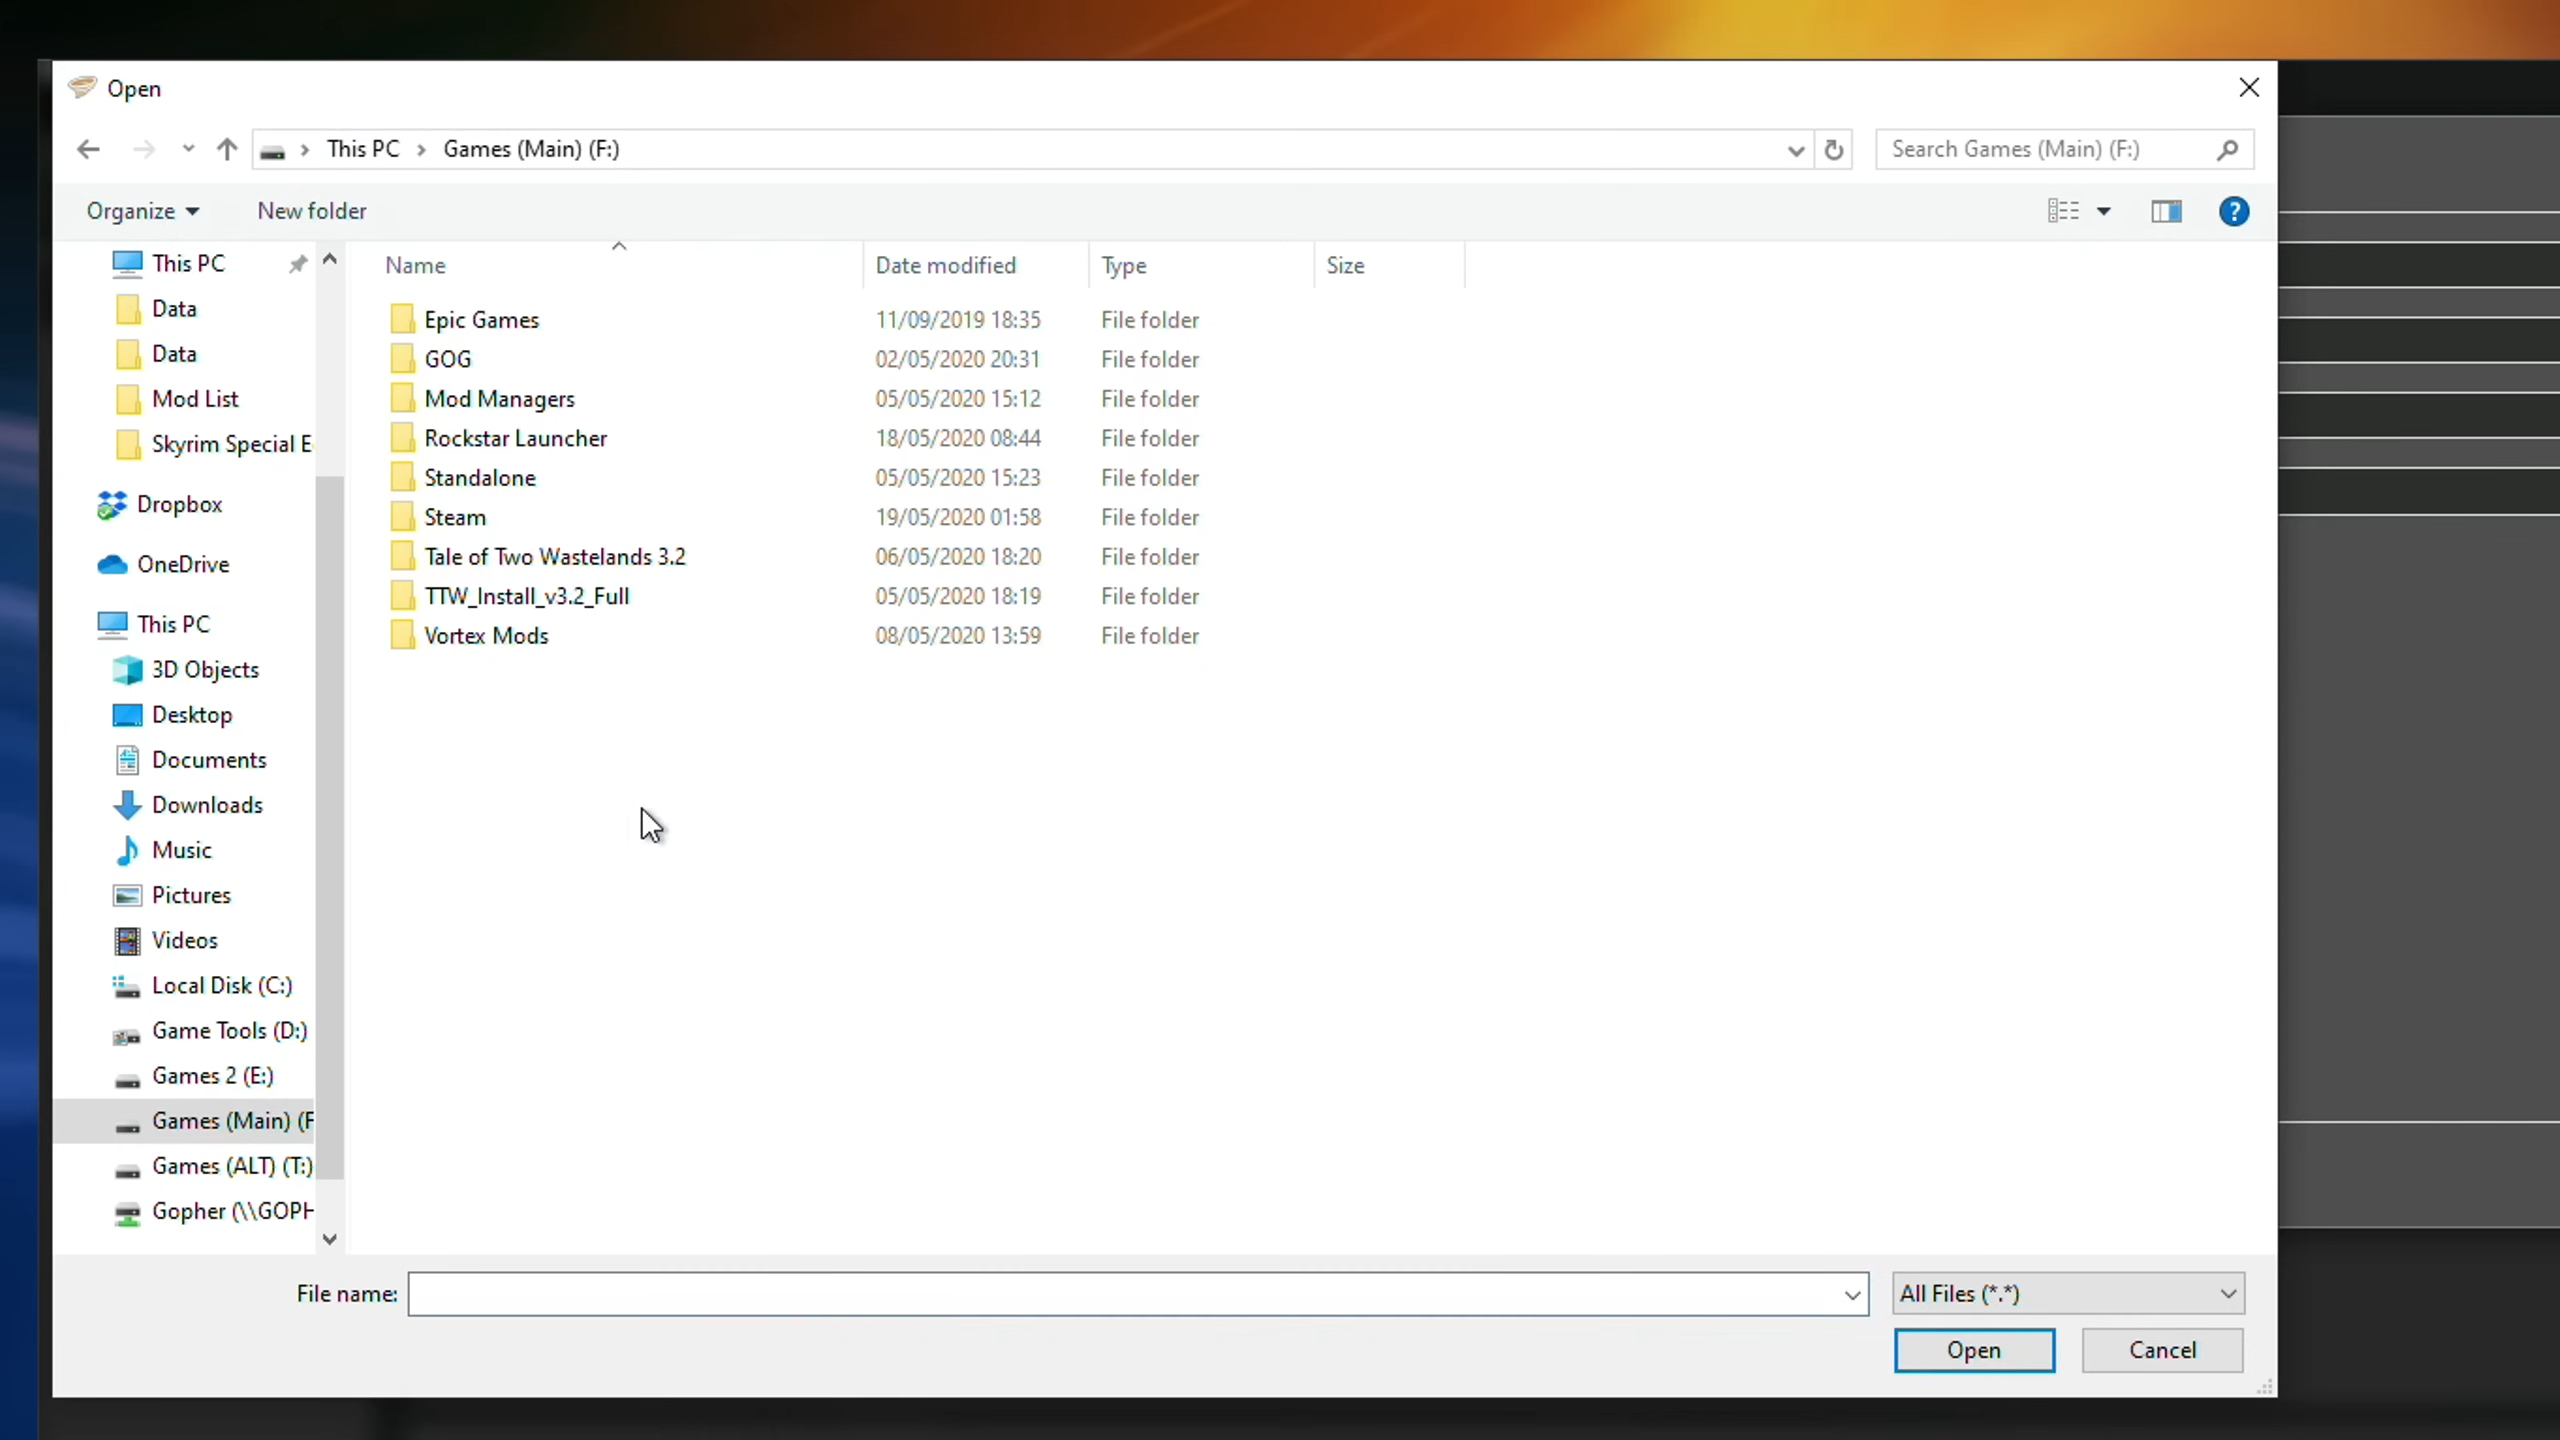 Open
This PC > Games (Main) (F:)
Search Games (Main) (F:)
Organize
New folder
?
This PC
Data
Data
Mod List
Skyrim Special E
Dropbox
OneDrive
This PC
3D Objects
Desktop
Documents
Downloads
Music
Pictures
Videos
Local Disk (C:)
Game Tools (D:)
Games 2 (E:)
Games (Main) (F
Games (ALT) (T:)
Gopher (\\GOPH
Name Date modified Type Size
Epic Games 11/09/2019 18:35 File folder
GOG 02/05/2020 20:31 File folder
Mod Managers 05/05/2020 15:12 File folder
Rockstar Launcher 18/05/2020 08:44 File folder
Standalone 05/05/2020 15:23 File folder
Steam 19/05/2020 01:58 File folder
Tale of Two Wastelands 3.2 06/05/2020 18:20 File folder
TTW_Install_v3.2_Full 05/05/2020 18:19 File folder
Vortex Mods 08/05/2020 13:59 File folder
File name:
All Files (*.*)
Open
Cancel